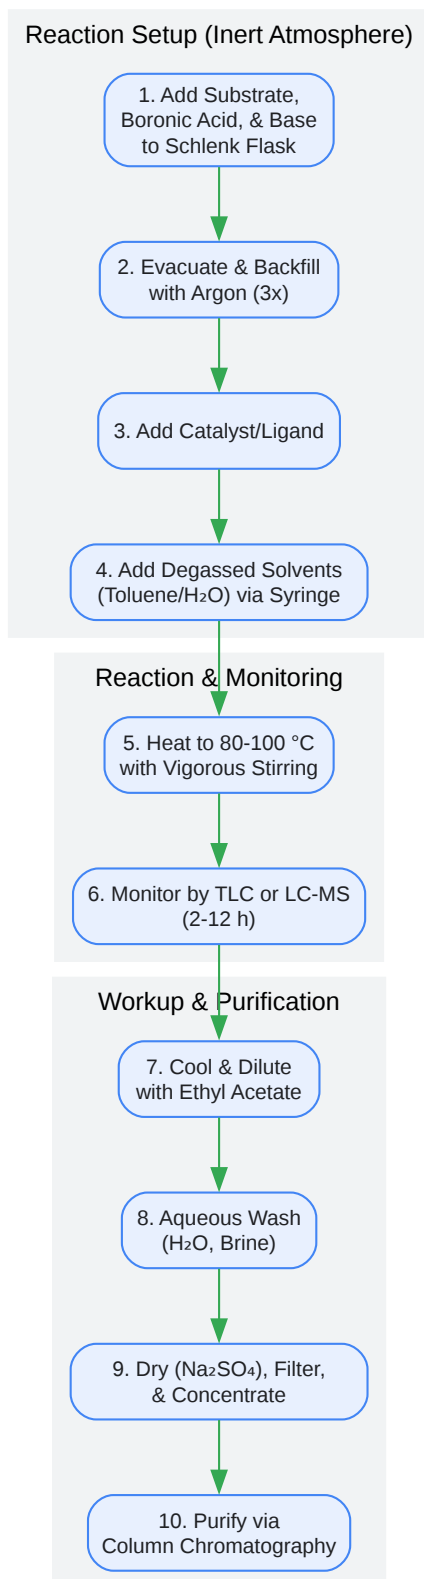 Reaction Setup (Inert Atmosphere)
1. Add Substrate,
Boronic Acid, & Base
to Schlenk Flask
2. Evacuate & Backfill
with Argon (3x)
3. Add Catalyst/Ligand
4. Add Degassed Solvents
(Toluene/H₂O) via Syringe
Reaction & Monitoring
5. Heat to 80-100 °C
with Vigorous Stirring
6. Monitor by TLC or LC-MS
(2-12 h)
Workup & Purification
7. Cool & Dilute
with Ethyl Acetate
8. Aqueous Wash
(H₂O, Brine)
9. Dry (Na₂SO₄), Filter,
& Concentrate
10. Purify via
Column Chromatography